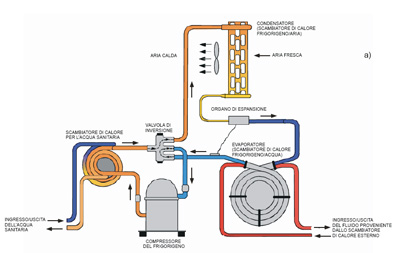 CONDENSATORE
(SCAMBIATORE DI CALORE
FRIGORIGENO/ARIA)
ARIA CALDA
ARIA FRESCA
a)
ORGANO DI ESPANSIONE
VALVOLA DI
INVERSIONE
SCAMBIATORE DI CALORE
PER L'ACQUA SANITARIA
EVAPORATORE
(SCAMBIATORE DI CALORE
FRIGORIGENO/ACQUA)
INGRESSO/USCITA
DELL'ACQUA
SANITARIA
COMPRESSORE
DEL FRIGORIGENO
INGRESSO/USCITA
DEL FLUIDO PROVENIENTE
DALLO SCAMBIATORE
DI CALORE ESTERNO